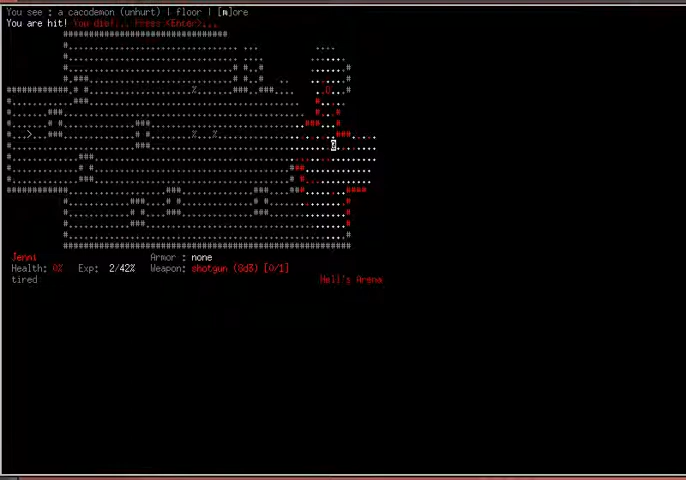 You see : a cacodemon (unhurt) | floor | [m]ore
You are hit! You die!... Press <Enter>...
Jenni
Armor : none
Health: 0% Exp: 2/42% Weapon: shotgun (8d3) [0/1]
tired
Hell's Arena